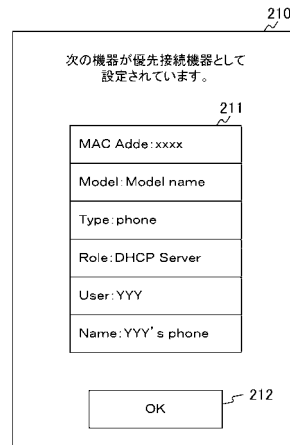 210
次の機器が優先接続機器として
設定されています。
211
MAC Adde:xxxx
Model:Model name
Type:phone
Role:DHCP Server
User:YYY
Name:YYY's phone
OK
212